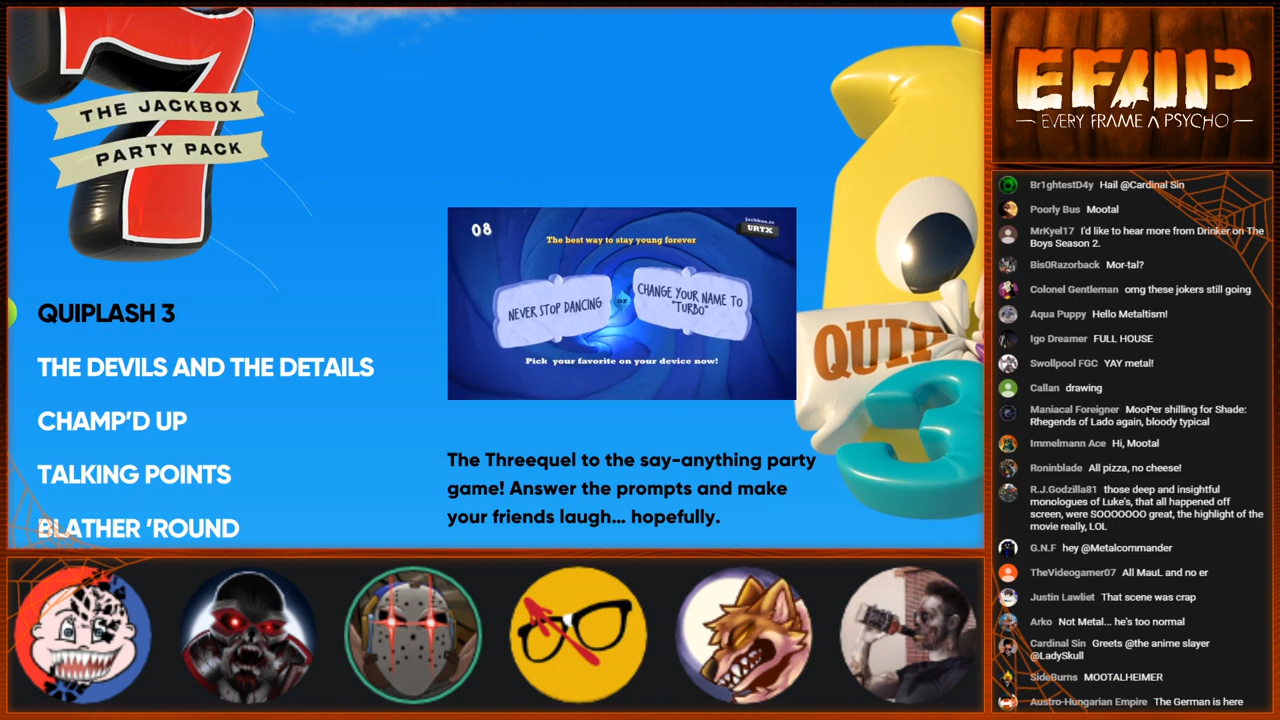 THE JACKBOX
PARTY PACK
QUIPLASH 3
THE DEVILS AND THE DETAILS
CHAMP'D UP
TALKING POINTS
BLATHER 'ROUND
08
jackbox.tv
URTX
The best way to stay young forever
NEVER STOP DANCING
or
CHANGE YOUR NAME TO
"TURBO"
Pick your favorite on your device now!
QUIP
3
The Threequel to the say-anything party
game! Answer the prompts and make
your friends laugh... hopefully.
EFAP
EVERY FRAME A PSYCHO
Br1ghtestD4y Hail @Cardinal Sin
Poorly Bus Mootal
MrKyel17 I'd like to hear more from Drinker on The
Boys Season 2.
Bis0Razorback Mor-tal?
Colonel Gentleman omg these jokers still going
Aqua Puppy Hello Metaltism!
Igo Dreamer FULL HOUSE
Swollpool FGC YAY metal!
Callan drawing
Maniacal Foreigner MooPer shilling for Shade:
Rhegends of Lado again, bloody typical
Immelmann Ace Hi, Mootal
Roninblade All pizza, no cheese!
R.J.Godzilla81 those deep and insightful
monologues of Luke's, that all happened off
screen, were SOOOOOOO great, the highlight of the
movie really, LOL
G.N.F hey @Metalcommander
TheVideogamer07 All MauL and no er
Justin Lawliet That scene was crap
Arko Not Metal... he's too normal
Cardinal Sin Greets @the anime slayer
@LadySkull
SideBurns MOOTALHEIMER
Austro-Hungarian Empire The German is here